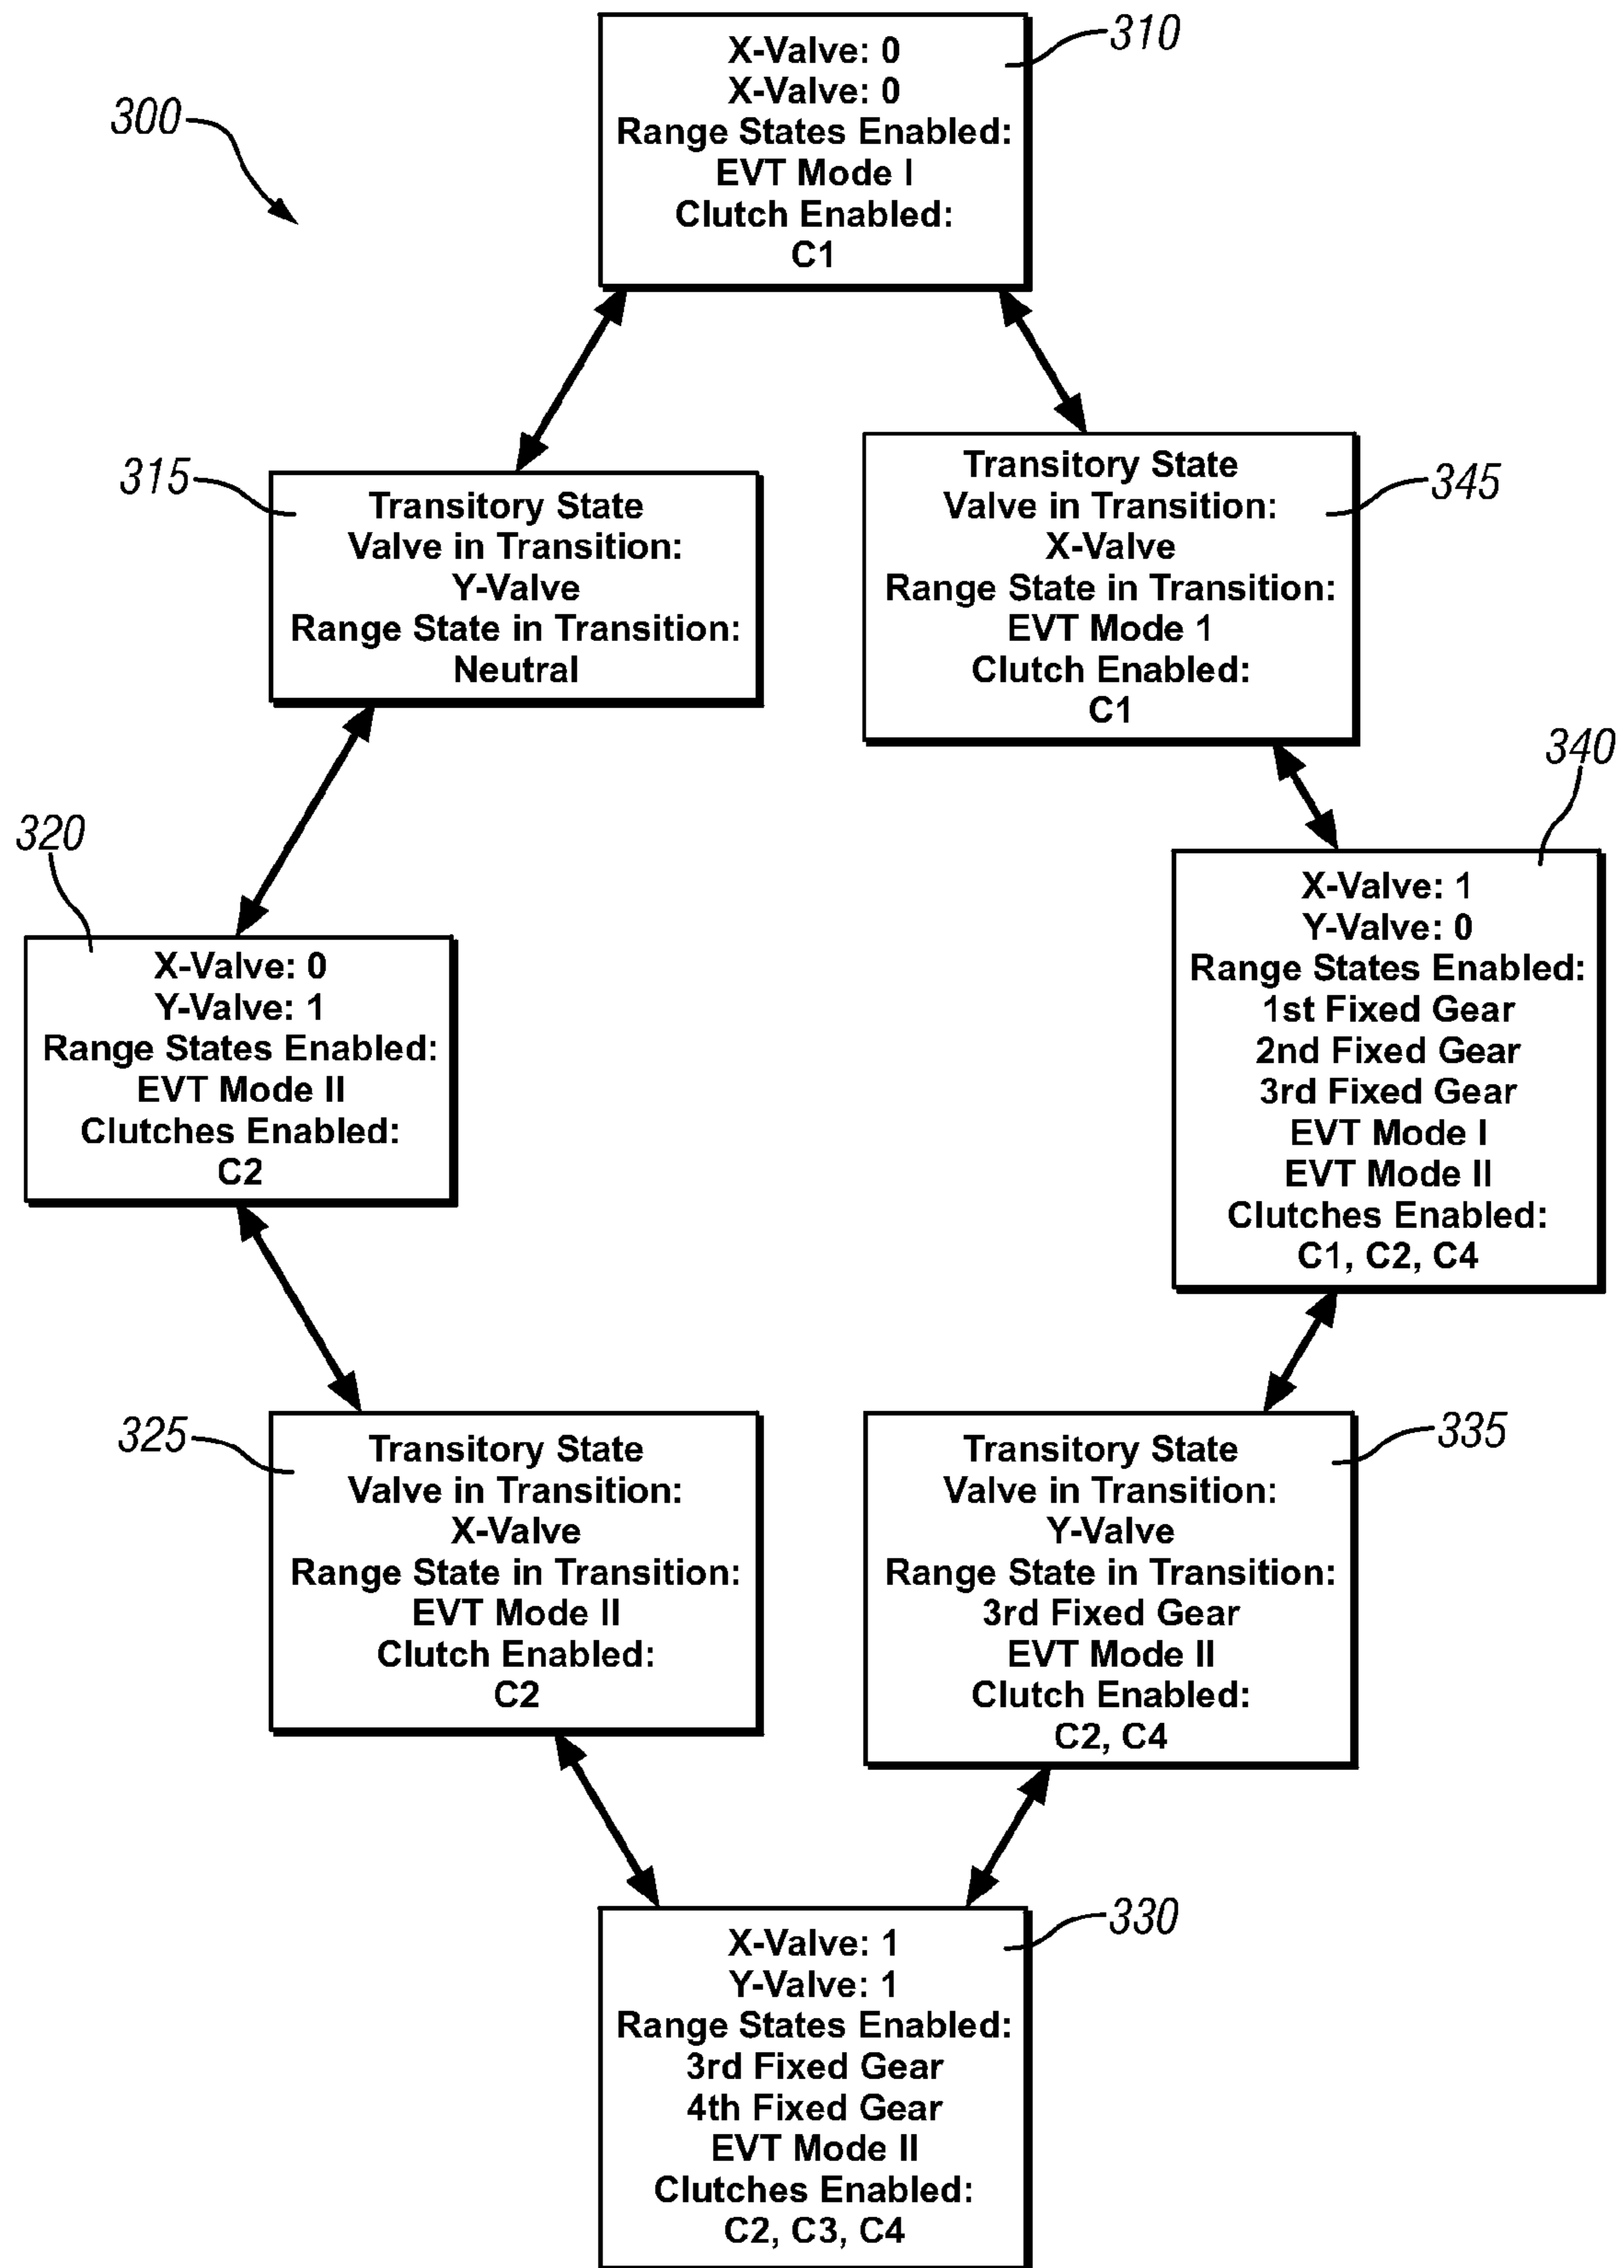 300
310
X-Valve: 0
X-Valve: 0
Range States Enabled:
EVT Mode I
Clutch Enabled:
C1
315
Transitory State
Valve in Transition:
Y-Valve
Range State in Transition:
Neutral
345
Transitory State
Valve in Transition:
X-Valve
Range State in Transition:
EVT Mode 1
Clutch Enabled:
C1
320
X-Valve: 0
Y-Valve: 1
Range States Enabled:
EVT Mode II
Clutches Enabled:
C2
340
X-Valve: 1
Y-Valve: 0
Range States Enabled:
1st Fixed Gear
2nd Fixed Gear
3rd Fixed Gear
EVT Mode I
EVT Mode II
Clutches Enabled:
C1, C2, C4
325
Transitory State
Valve in Transition:
X-Valve
Range State in Transition:
EVT Mode II
Clutch Enabled:
C2
335
Transitory State
Valve in Transition:
Y-Valve
Range State in Transition:
3rd Fixed Gear
EVT Mode II
Clutch Enabled:
C2, C4
330
X-Valve: 1
Y-Valve: 1
Range States Enabled:
3rd Fixed Gear
4th Fixed Gear
EVT Mode II
Clutches Enabled:
C2, C3, C4